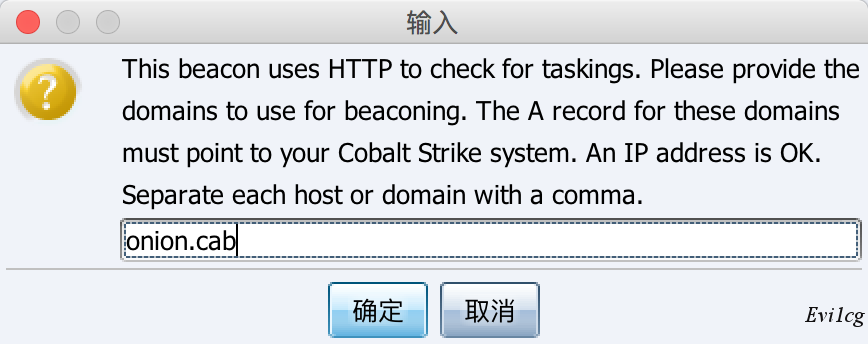 输入
This beacon uses HTTP to check for taskings. Please provide the
domains to use for beaconing. The A record for these domains
must point to your Cobalt Strike system. An IP address is OK.
Separate each host or domain with a comma.
onion.cab
确定 取消
Evi1cg